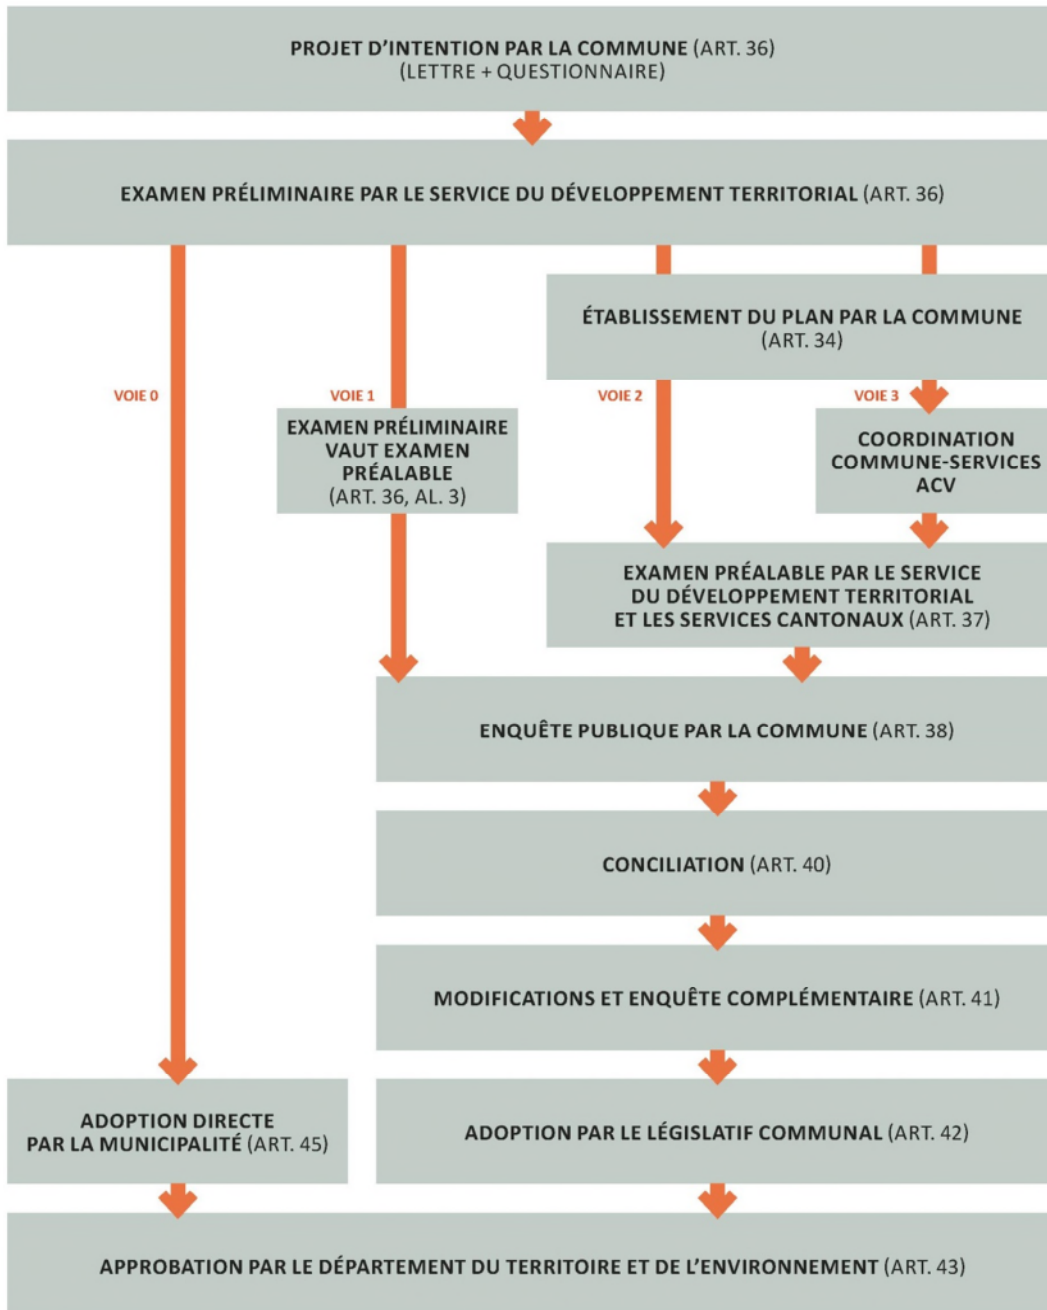 PROJET D’INTENTION PAR LA COMMUNE (ART. 36)
(LETTRE + QUESTIONNAIRE)
EXAMEN PRÉLIMINAIRE PAR LE SERVICE DU DÉVELOPPEMENT TERRITORIAL (ART. 36)
ÉTABLISSEMENT DU PLAN PAR LA COMMUNE
(ART. 34)
VOIE 0
VOIE 1
VOIE 2
VOIE 3
EXAMEN PRÉLIMINAIRE
VAUT EXAMEN
PRÉALABLE
(ART. 36, AL. 3)
COORDINATION
COMMUNE-SERVICES
ACV
EXAMEN PRÉALABLE PAR LE SERVICE
DU DÉVELOPPEMENT TERRITORIAL
ET LES SERVICES CANTONAUX (ART. 37)
ENQUÊTE PUBLIQUE PAR LA COMMUNE (ART. 38)
CONCILIATION (ART. 40)
MODIFICATIONS ET ENQUÊTE COMPLÉMENTAIRE (ART. 41)
ADOPTION DIRECTE
PAR LA MUNICIPALITÉ (ART. 45)
ADOPTION PAR LE LÉGISLATIF COMMUNAL (ART. 42)
APPROBATION PAR LE DÉPARTEMENT DU TERRITOIRE ET DE L’ENVIRONNEMENT (ART. 43)